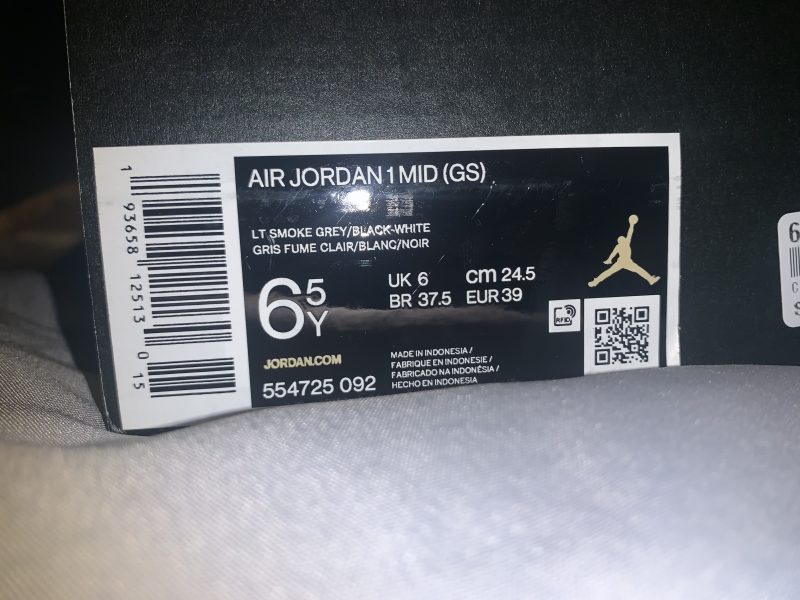 AIR JORDAN 1 MID (GS)
LT SMOKE GREY/BLACK-WHITE
GRIS FUME CLAIR/BLANC/NOIR
6 5 Y
UK 6 cm 24.5
BR 37.5 EUR 39
RFID
JORDAN.COM
554725 092
MADE IN INDONESIA/
FABRIQUE EN INDONESIE/
FABRICADO NA INDONÉSIA/
HECHO EN INDONESIA
1 93658 12513 015
6
C